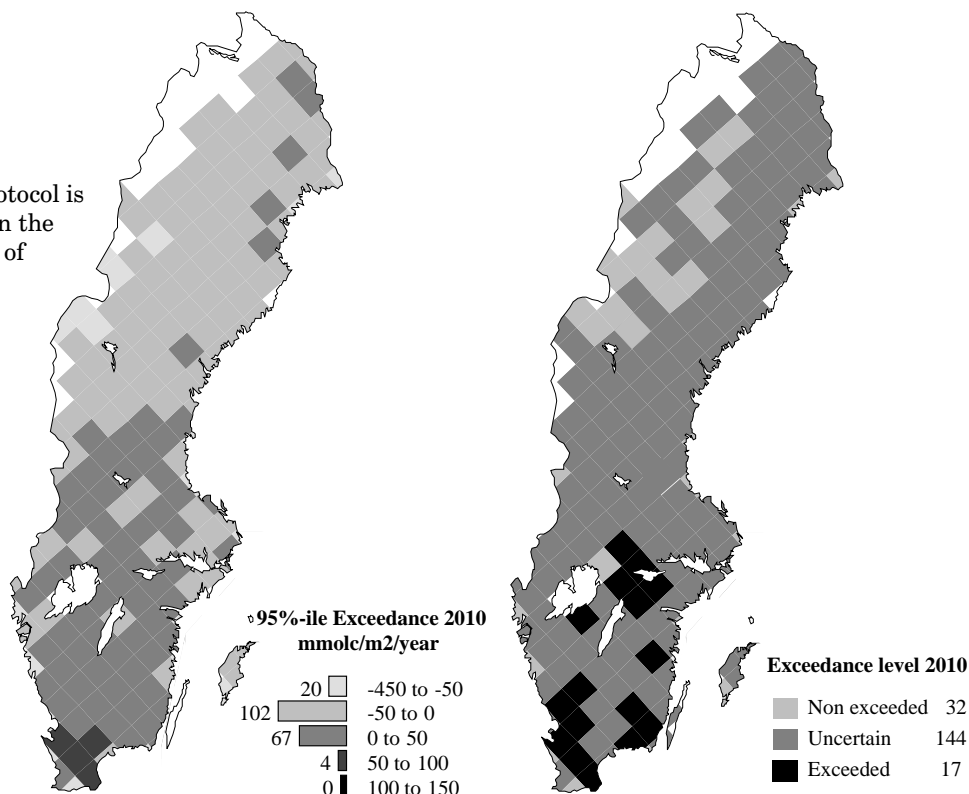 otocol is
n the
of
95%-ile Exceedance 2010
mmolc/m2/year
20 -450 to -50
102 -50 to 0
67 0 to 50
4 50 to 100
0 100 to 150
Exceedance level 2010
Non exceeded 32
Uncertain 144
Exceeded 17